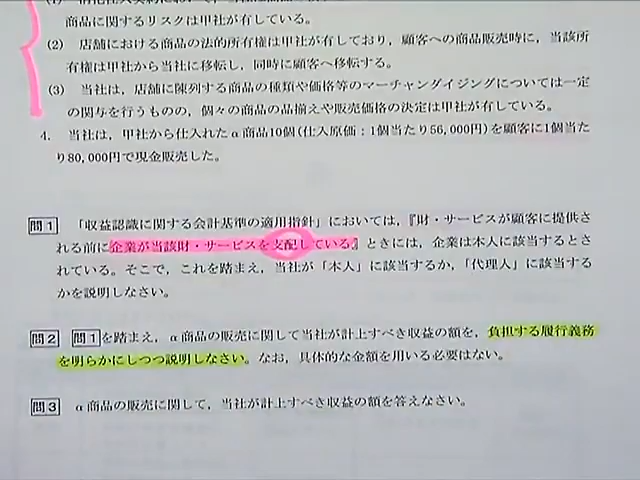 商品に関するリスクは甲社が有している。
(2) 店舗における商品の法的所有権は甲社が有しており，顧客への商品販売時に，当該所
有権は甲社から当社に移転し，同時に顧客へ移転する。
(3) 当社は，店舗に陳列する商品の種類や価格等のマーチャンダイジングについては一定
の関与を行うものの，個々の商品の品揃えや販売価格の決定は甲社が有している。
4. 当社は，甲社から仕入れたα商品10個(仕入原価：1個当たり56,000円)を顧客に1個当た
り80,000円で現金販売した。
問1 「収益認識に関する会計基準の適用指針」においては，『財・サービスが顧客に提供さ
れる前に企業が当該財・サービスを支配している』ときには，企業は本人に該当するとさ
れている。そこで，これを踏まえ，当社が「本人」に該当するか，「代理人」に該当する
かを説明しなさい。
問2 問1を踏まえ，α商品の販売に関して当社が計上すべき収益の額を，負担する履行義務
を明らかにしつつ説明しなさい。なお，具体的な金額を用いる必要はない。
問3 α商品の販売に関して，当社が計上すべき収益の額を答えなさい。